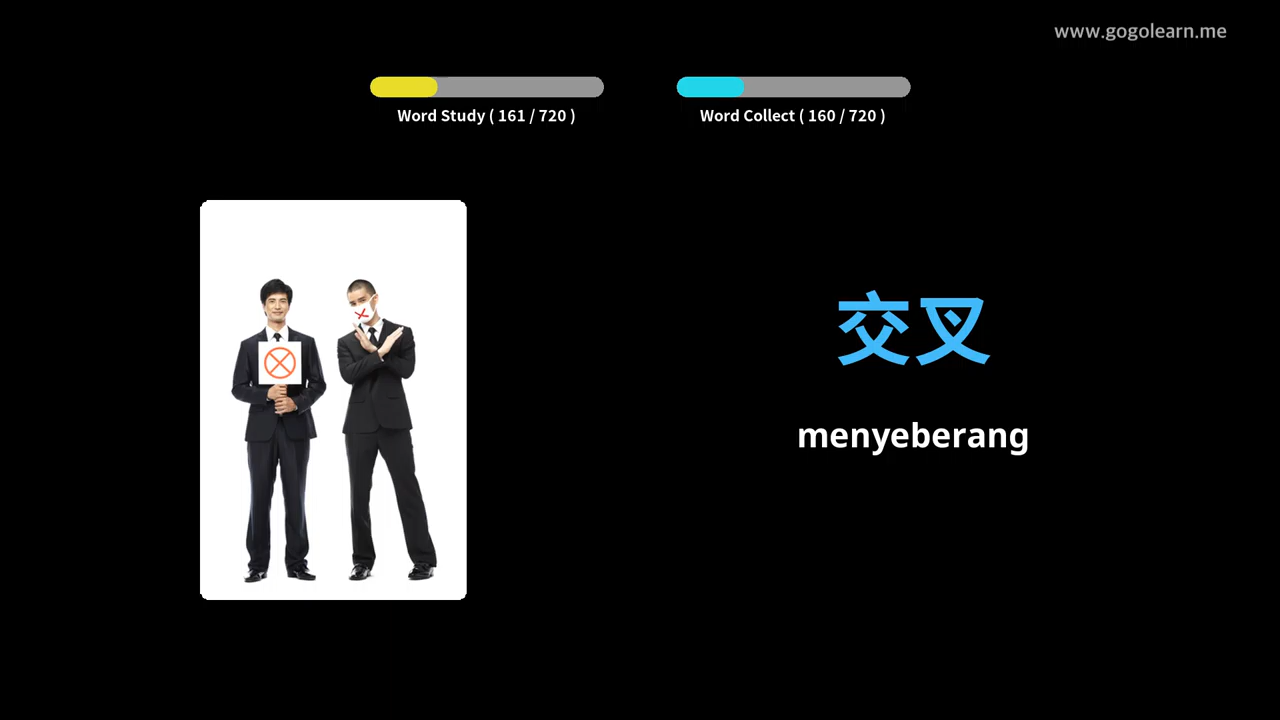 www.gogolearn.me
Word Study ( 161 / 720 )
Word Collect ( 160 / 720 )
交叉
menyeberang